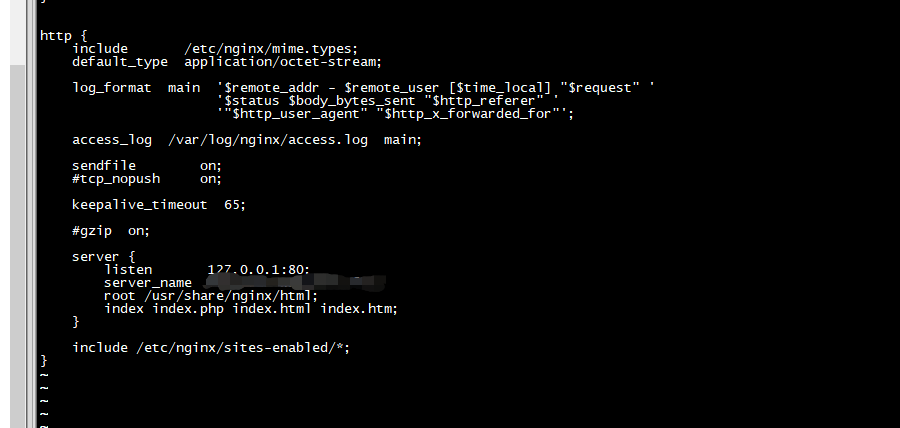 }
http {
    include       /etc/nginx/mime.types;
    default_type  application/octet-stream;
    log_format  main  '$remote_addr - $remote_user [$time_local] "$request" '
                      '$status $body_bytes_sent "$http_referer" '
                      '"$http_user_agent" "$http_x_forwarded_for"';
    access_log  /var/log/nginx/access.log  main;
    sendfile        on;
    #tcp_nopush     on;
    keepalive_timeout  65;
    #gzip  on;
    server {
        listen       127.0.0.1:80;
        server_name
        root /usr/share/nginx/html;
        index index.php index.html index.htm;
    }
    include /etc/nginx/sites-enabled/*;
}
~
~
~
~
~